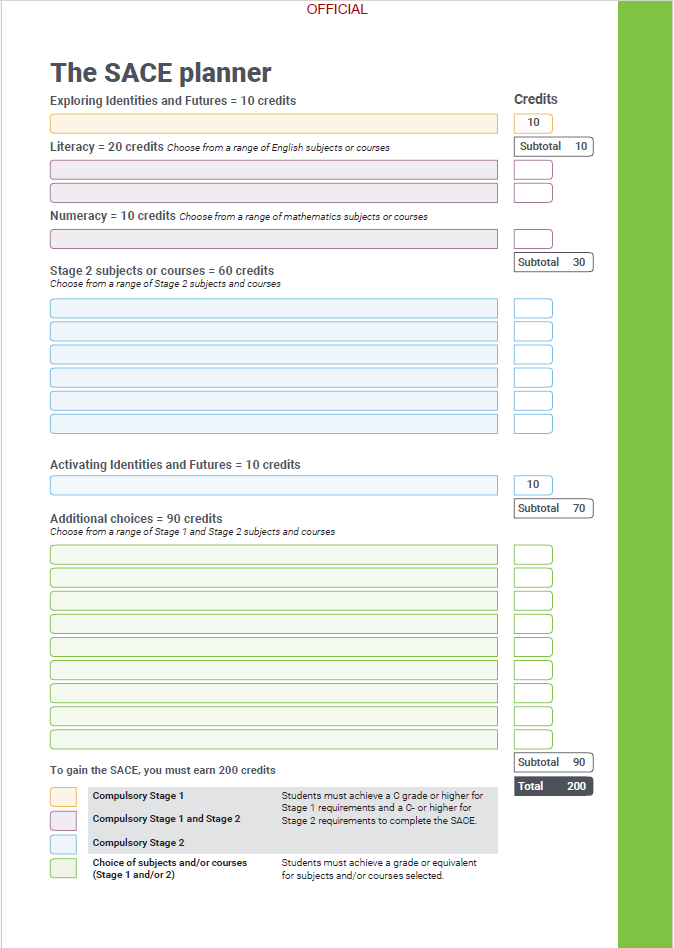 OFFICIAL
The SACE planner
Exploring Identities and Futures = 10 credits
Credits
10
Literacy = 20 credits Choose from a range of English subjects or courses
Subtotal 10
Numeracy = 10 credits Choose from a range of mathematics subjects or courses
Subtotal 30
Stage 2 subjects or courses = 60 credits
Choose from a range of Stage 2 subjects and courses
Activating Identities and Futures = 10 credits
10
Subtotal 70
Additional choices = 90 credits
Choose from a range of Stage 1 and Stage 2 subjects and courses
Subtotal 90
To gain the SACE, you must earn 200 credits
Total 200
Compulsory Stage 1
Compulsory Stage 1 and Stage 2
Compulsory Stage 2
Students must achieve a C grade or higher for
Stage 1 requirements and a C- or higher for
Stage 2 requirements to complete the SACE.
Choice of subjects and/or courses
(Stage 1 and/or 2)
Students must achieve a grade or equivalent
for subjects and/or courses selected.